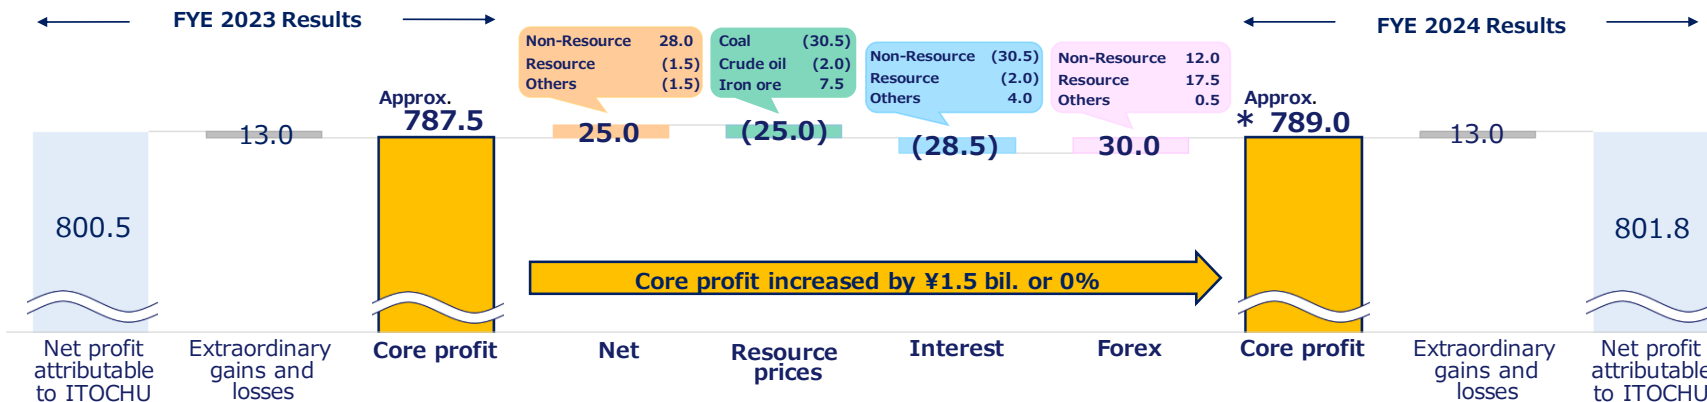 FYE 2023 Results
FYE 2024 Results
Non-Resource 28.0
Resource (1.5)
Others (1.5)
Coal (30.5)
Crude oil (2.0)
Iron ore 7.5
Non-Resource (30.5)
Resource (2.0)
Others 4.0
Non-Resource 12.0
Resource 17.5
Others 0.5
800.5
13.0
Approx.
787.5
25.0
(25.0)
(28.5)
30.0
Approx.
* 789.0
13.0
801.8
Core profit increased by ¥1.5 bil. or 0%
Net profit
attributable
to ITOCHU
Extraordinary
gains and
losses
Core profit
Net
Resource
prices
Interest
Forex
Core profit
Extraordinary
gains and
losses
Net profit
attributable
to ITOCHU